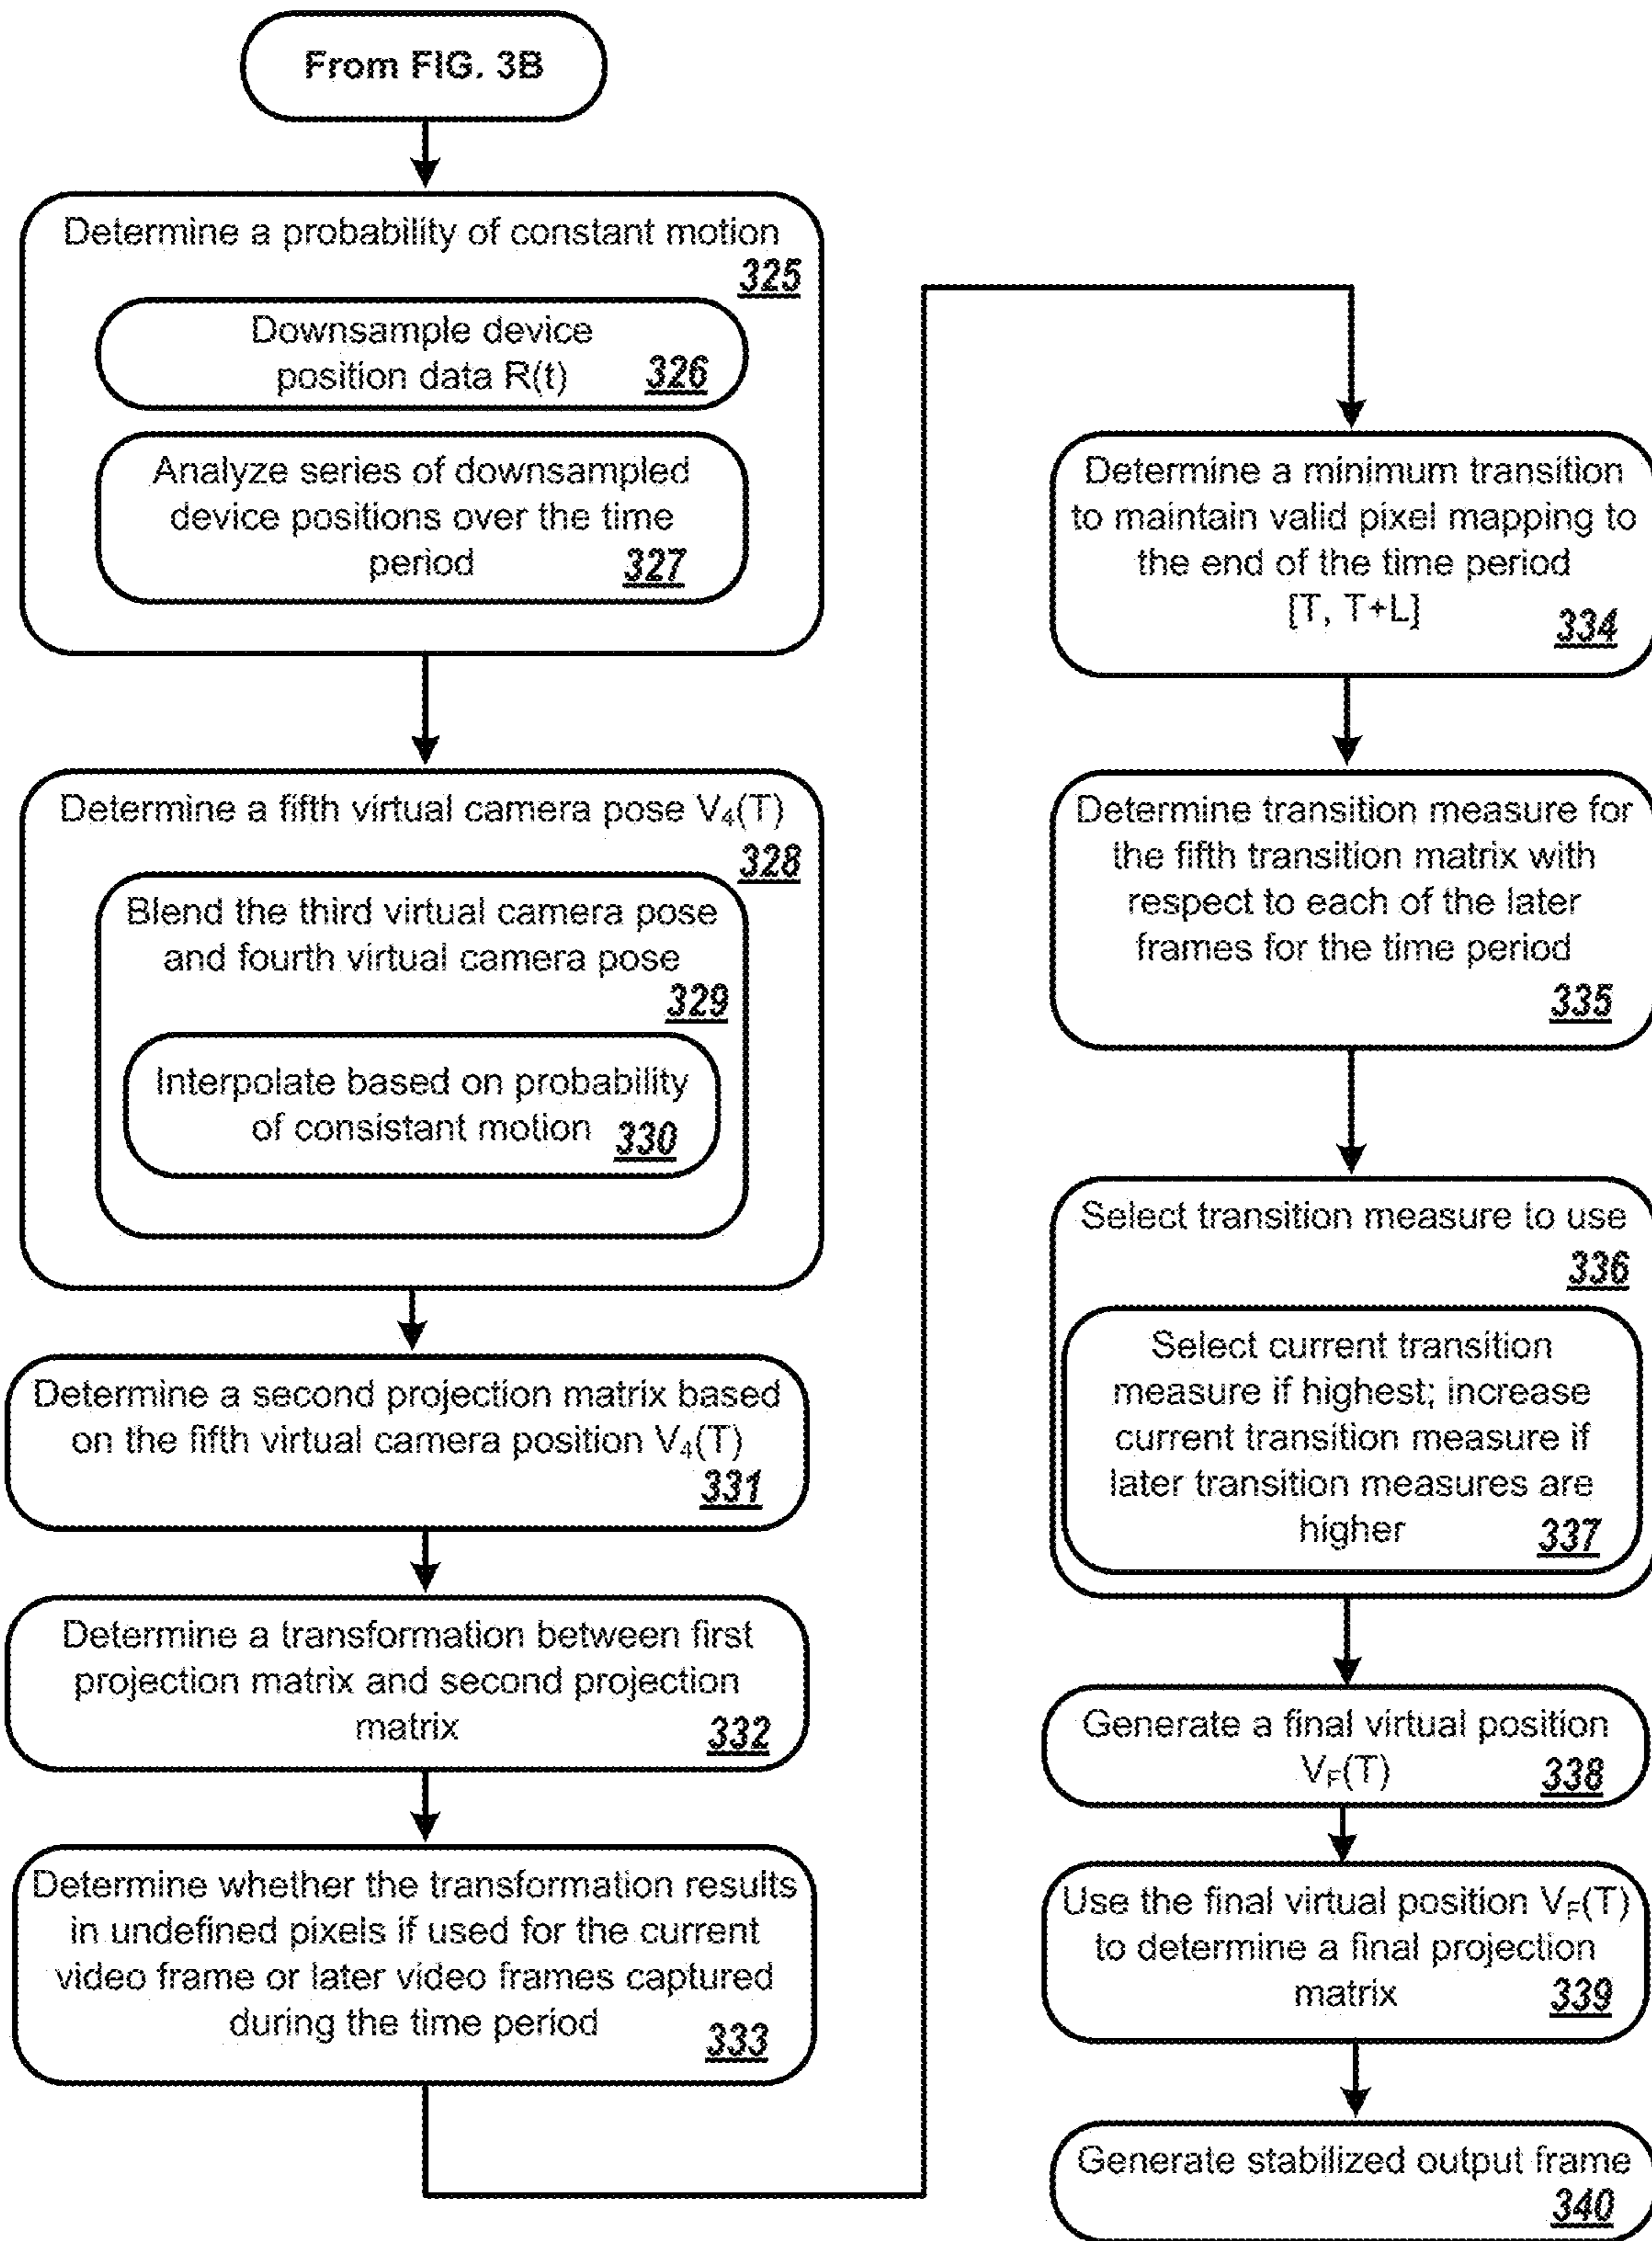 From FIG. 3B
Determine a probability of constant motion
325
Downsample device
position data R(t)
326
Analyze series of downsampled
device positions over the time
period
327
Determine a fifth virtual camera pose V₄(T)
328
Blend the third virtual camera pose
and fourth virtual camera pose
329
Interpolate based on probability
of consistant motion
330
Determine a second projection matrix based
on the fifth virtual camera position V₄(T)
331
Determine a transformation between first
projection matrix and second projection
matrix
332
Determine whether the transformation results
in undefined pixels if used for the current
video frame or later video frames captured
during the time period
333
Determine a minimum transition
to maintain valid pixel mapping to
the end of the time period
[T, T+L]
334
Determine transition measure for
the fifth transition matrix with
respect to each of the later
frames for the time period
335
Select transition measure to use
336
Select current transition
measure if highest; increase
current transition measure if
later transition measures are
higher
337
Generate a final virtual position
V_F(T)
338
Use the final virtual position V_F(T)
to determine a final projection
matrix
339
Generate stabilized output frame
340